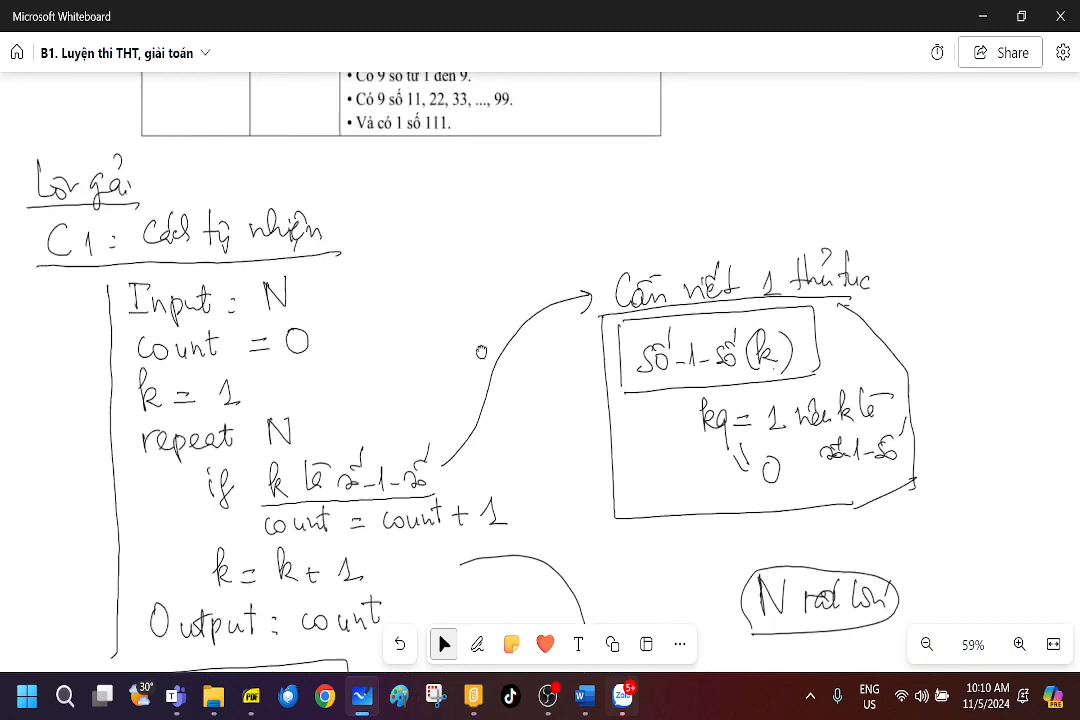 Microsoft Whiteboard
B1. Luyện thi THT, giải toán
Share
• Có 9 số từ 1 đến 9.
• Có 9 số 11, 22, 33, ..., 99.
• Và có 1 số 111.
Lời giải
C1: Cách tự nhiên
Input: N
count = 0
k = 1
repeat N
if k là số-1-số
count = count + 1
k = k + 1
Output: count
Cần viết 1 thủ tục
số-1-số(k)
kq = 1 nếu k là
số-1-số
0
N rất lớn
59%
30°
5+
ENG
US
10:10 AM
11/5/2024